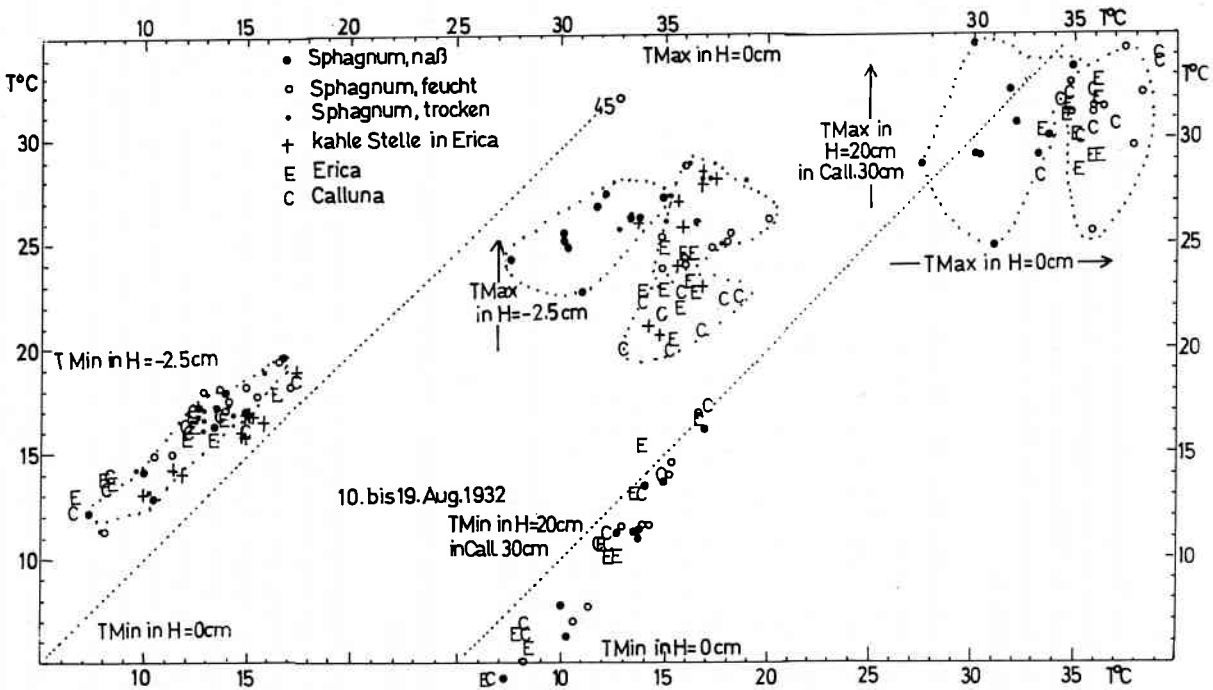 10 15 20 25 30 35 30 35 T°C
T°C
30
25
20
15
10
● Sphagnum, naß
○ Sphagnum, feucht
• Sphagnum, trocken
+ kahle Stelle in Erica
E Erica
C Calluna
TMax in H=0cm
45°
TMax in
H=20cm
in Call.30cm
T°C
30
25
20
15
10
TMax in H=0cm
TMax
in H=-2.5cm
TMin in H=-2.5cm
10. bis 19. Aug. 1932
TMin in H=20cm
in Call. 30cm
TMin in H=0cm
TMin in H=0cm
10 15 EC 10 15 20 25 30 35 T°C